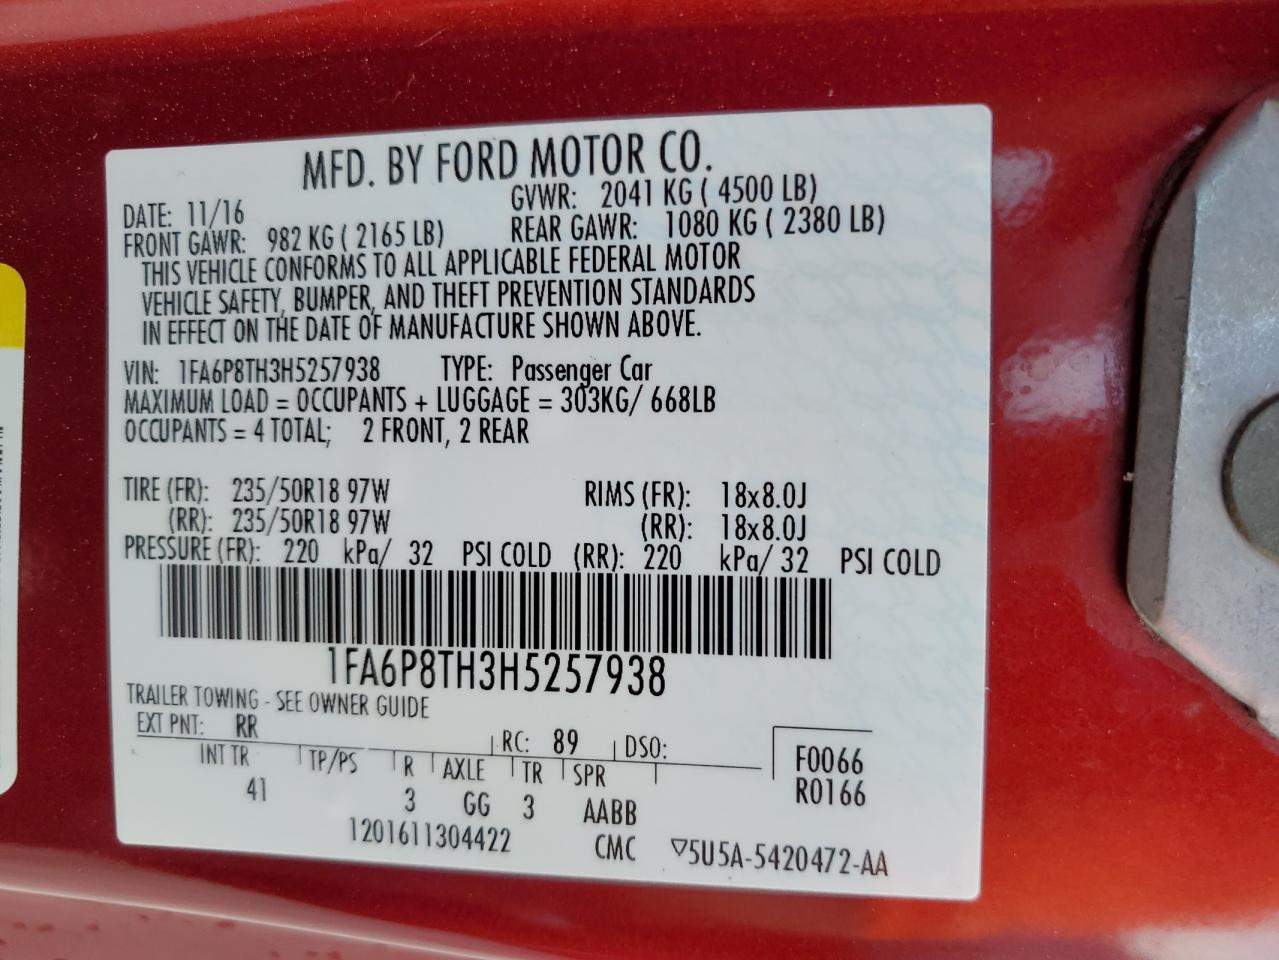 MFD. BY FORD MOTOR CO.
DATE: 11/16 GVWR: 2041 KG ( 4500 LB)
FRONT GAWR: 982 KG ( 2165 LB) REAR GAWR: 1080 KG ( 2380 LB)
THIS VEHICLE CONFORMS TO ALL APPLICABLE FEDERAL MOTOR
VEHICLE SAFETY, BUMPER, AND THEFT PREVENTION STANDARDS
IN EFFECT ON THE DATE OF MANUFACTURE SHOWN ABOVE.
VIN: 1FA6P8TH3H5257938 TYPE: Passenger Car
MAXIMUM LOAD = OCCUPANTS + LUGGAGE = 303KG/ 668LB
OCCUPANTS = 4 TOTAL; 2 FRONT, 2 REAR
TIRE (FR): 235/50R18 97W RIMS (FR): 18x8.0J
(RR): 235/50R18 97W (RR): 18x8.0J
PRESSURE (FR): 220 kPa/ 32 PSI COLD (RR): 220 kPa/ 32 PSI COLD
1FA6P8TH3H5257938
TRAILER TOWING - SEE OWNER GUIDE
EXT PNT: RR RC: 89 DSO: F0066
INT TR TP/PS R AXLE TR SPR R0166
41 3 GG 3 AABB
1201611304422 CMC ▽5U5A-5420472-AA